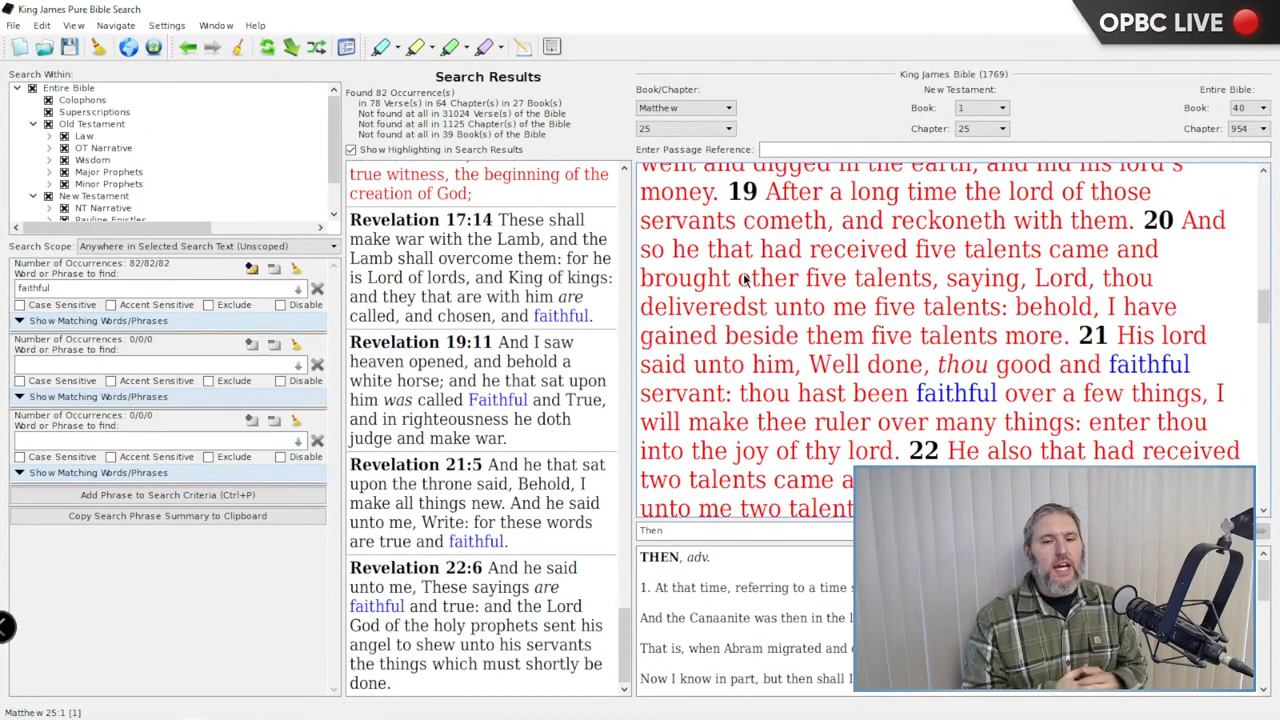 King James Pure Bible Search
File Edit View Navigate Settings Window Help
OPBC LIVE
Search Within:
Entire Bible
Colophons
Superscriptions
Old Testament
Law
OT Narrative
Wisdom
Major Prophets
Minor Prophets
New Testament
NT Narrative
Pauline Epistles
Search Scope: Anywhere in Selected Search Text (Unscoped)
Number of Occurrences: 82/82/82
Word or Phrase to find:
faithful
Case Sensitive Accent Sensitive Exclude Disable
Show Matching Words/Phrases
Number of Occurrences: 0/0/0
Word or Phrase to find:
Case Sensitive Accent Sensitive Exclude Disable
Show Matching Words/Phrases
Number of Occurrences: 0/0/0
Word or Phrase to find:
Case Sensitive Accent Sensitive Exclude Disable
Show Matching Words/Phrases
Add Phrase to Search Criteria (Ctrl+P)
Copy Search Phrase Summary to Clipboard
Search Results
Found 82 Occurrence(s)
in 78 Verse(s) in 64 Chapter(s) in 27 Book(s)
Not found at all in 31024 Verse(s) of the Bible
Not found at all in 1125 Chapter(s) of the Bible
Not found at all in 39 Book(s) of the Bible
Show Highlighting in Search Results
true witness, the beginning of the
creation of God;
Revelation 17:14 These shall
make war with the Lamb, and the
Lamb shall overcome them: for he
is Lord of lords, and King of kings:
and they that are with him are
called, and chosen, and faithful.
Revelation 19:11 And I saw
heaven opened, and behold a
white horse; and he that sat upon
him was called Faithful and True,
and in righteousness he doth
judge and make war.
Revelation 21:5 And he that sat
upon the throne said, Behold, I
make all things new. And he said
unto me, Write: for these words
are true and faithful.
Revelation 22:6 And he said
unto me, These sayings are
faithful and true: and the Lord
God of the holy prophets sent his
angel to shew unto his servants
the things which must shortly be
done.
King James Bible (1769)
Book/Chapter: New Testament: Entire Bible:
Matthew Book: 1 Book: 40
25 Chapter: 25 Chapter: 954
Enter Passage Reference:
went and digged in the earth, and hid his lord's
money. 19 After a long time the lord of those
servants cometh, and reckoneth with them. 20 And
so he that had received five talents came and
brought other five talents, saying, Lord, thou
deliveredst unto me five talents: behold, I have
gained beside them five talents more. 21 His lord
said unto him, Well done, thou good and faithful
servant: thou hast been faithful over a few things, I
will make thee ruler over many things: enter thou
into the joy of thy lord. 22 He also that had received
two talents came a
unto me two talent
Then
THEN, adv.
1. At that time, referring to a time
And the Canaanite was then in the l
That is, when Abram migrated and
Now I know in part, but then shall I
Matthew 25:1 [1]